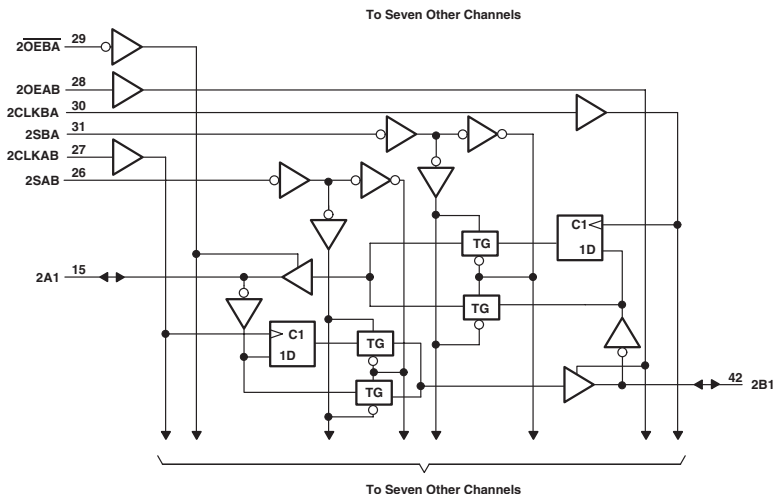 To Seven Other Channels
2OEBA 29
2OEAB 28
2CLKBA 30
2SBA 31
2CLKAB 27
2SAB 26
C1
TG
1D
2A1 15
TG
C1
TG
1D
TG
42 2B1
To Seven Other Channels